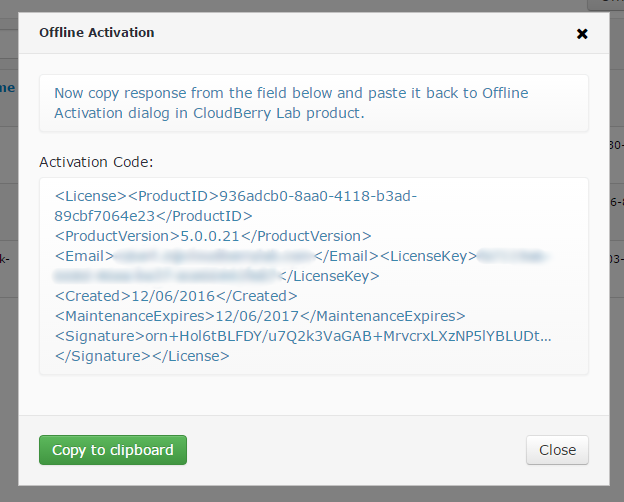 Offline Activation
Now copy response from the field below and paste it back to Offline
Activation dialog in CloudBerry Lab product.
Activation Code:
<License><ProductID>936adcb0-8aa0-4118-b3ad-
89cbf7064e23</ProductID>
<ProductVersion>5.0.0.21</ProductVersion>
<Email></Email><LicenseKey>
</LicenseKey>
<Created>12/06/2016</Created>
<MaintenanceExpires>12/06/2017</MaintenanceExpires>
<Signature>orn+Hol6tBLFDY/u7Q2k3VaGAB+MrvcrxLXzNP5lYBLUDt...
</Signature></License>
Copy to clipboard
Close